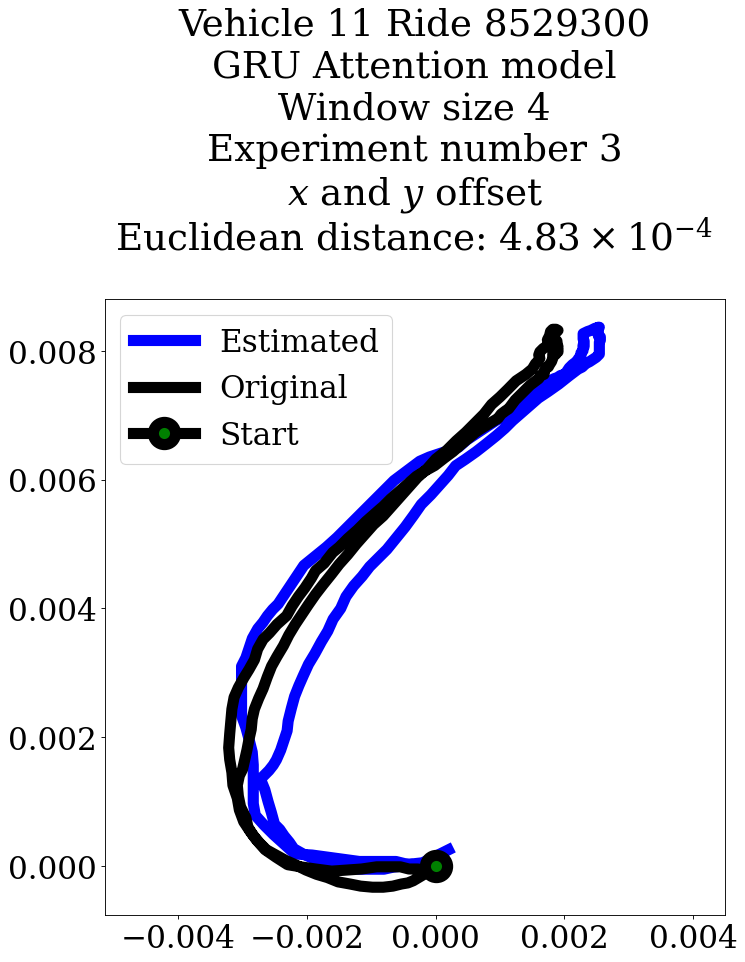 Vehicle 11 Ride 8529300
GRU Attention model
Window size 4
Experiment number 3
x and y offset
Euclidean distance: 4.83 × 10⁻⁴
Estimated
Original
Start
0.008
0.006
0.004
0.002
0.000
−0.004 −0.002 0.000 0.002 0.004